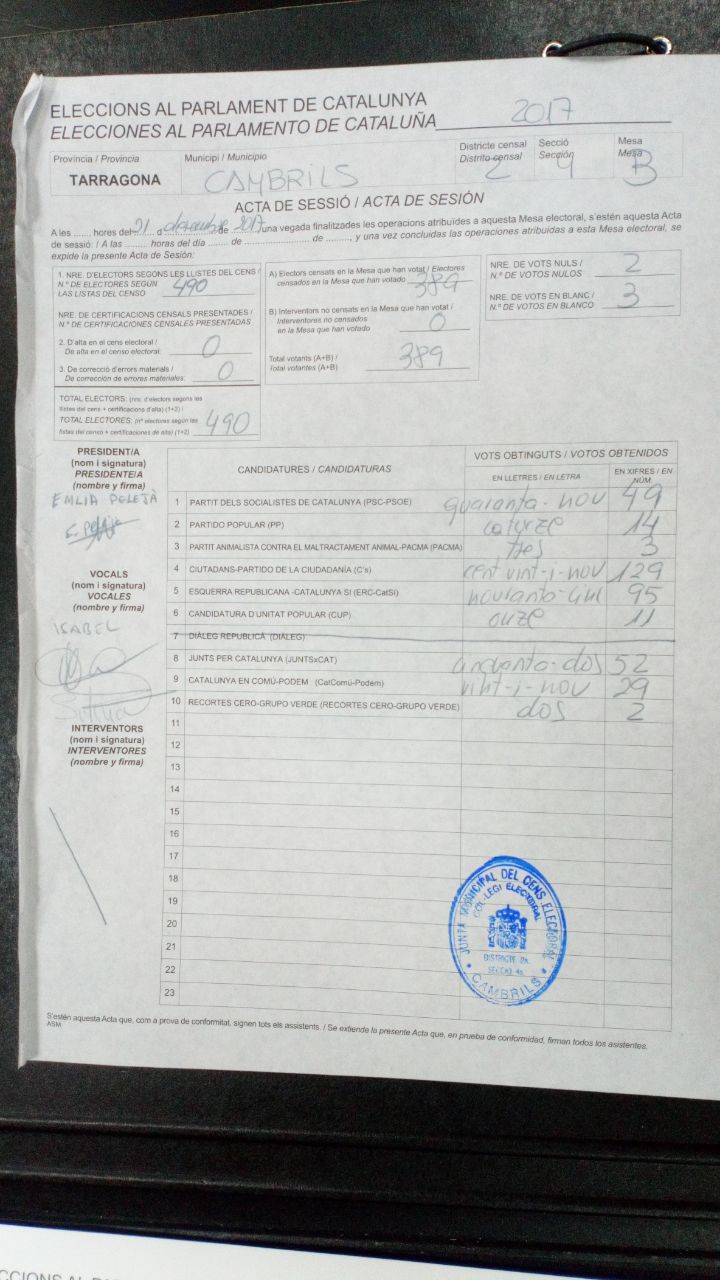 ELECCIONS AL PARLAMENT DE CATALUNYA
ELECCIONES AL PARLAMENTO DE CATALUÑA 2017
Província / Provincia
TARRAGONA
Municipi / Municipio
CAMBRILS
Districte censal
Distrito censal
2
Secció
Sección
4
Mesa
Mesa
B
ACTA DE SESSIÓ / ACTA DE SESIÓN
A les ........ hores del 21 d desembre de 2017, una vegada finalitzades les operacions atribuïdes a aquesta Mesa electoral, s'estén aquesta Acta
de sessió: / A las ......... horas del día ...... de ....................... de ........, y una vez concluidas las operaciones atribuidas a esta Mesa electoral, se
expide la presente Acta de Sesión:
1. NRE. D'ELECTORS SEGONS LES LLISTES DEL CENS /
N.º DE ELECTORES SEGÚN
LAS LISTAS DEL CENSO 490
NRE. DE CERTIFICACIONS CENSALS PRESENTADES /
N.º DE CERTIFICACIONES CENSALES PRESENTADAS
2. D'alta en el cens electoral /
De alta en el censo electoral: 0
3. De correcció d'errors materials /
De corrección de errores materiales: 0
TOTAL ELECTORS: (nre. d'electors segons les
llistes del cens + certificacions d'alta) (1+2) /
TOTAL ELECTORES: (nº electores según las
listas del censo + certificaciones de alta) (1+2) 490
A) Electors censats en la Mesa que han votat / Electores
censados en la Mesa que han votado 389
B) Interventors no censats en la Mesa que han votat /
Interventores no censados
en la Mesa que han votado 0
Total votants (A+B) /
Total votantes (A+B) 389
NRE. DE VOTS NULS /
N.º DE VOTOS NULOS 2
NRE. DE VOTS EN BLANC /
N.º DE VOTOS EN BLANCO 3
PRESIDENT/A
(nom i signatura)
PRESIDENTE/A
(nombre y firma)
EMILIA PELEJÀ
VOCALS
(nom i signatura)
VOCALES
(nombre y firma)
ISABEL
INTERVENTORS
(nom i signatura)
INTERVENTORES
(nombre y firma)
CANDIDATURES / CANDIDATURAS
VOTS OBTINGUTS / VOTOS OBTENIDOS
EN LLETRES / EN LETRA
EN XIFRES / EN NÚM.
1 PARTIT DELS SOCIALISTES DE CATALUNYA (PSC-PSOE) quaranta-nou 49
2 PARTIDO POPULAR (PP) catorze 14
3 PARTIT ANIMALISTA CONTRA EL MALTRACTAMENT ANIMAL-PACMA (PACMA) tres 3
4 CIUTADANS-PARTIDO DE LA CIUDADANÍA (C's) cent vint-i-nou 129
5 ESQUERRA REPUBLICANA -CATALUNYA SI (ERC-CatSI) 95
6 CANDIDATURA D'UNITAT POPULAR (CUP) onze 11
7 DIÀLEG REPUBLICÀ (DIÀLEG)
8 JUNTS PER CATALUNYA (JUNTSxCAT) cinquanta-dos 52
9 CATALUNYA EN COMÚ-PODEM (CatComú-Podem) vint-i-nou 29
10 RECORTES CERO-GRUPO VERDE (RECORTES CERO-GRUPO VERDE) dos 2
11
12
13
14
15
16
17
18
19
20
21
22
23
JUNTA MUNICIPAL DEL CENS ELECTORAL
COL·LEGI ELECTORAL
DISTRICTE 2n.
SECCIÓ 4a.
CAMBRILS
S'estén aquesta Acta que, com a prova de conformitat, signen tots els assistents. / Se extiende la presente Acta que, en prueba de conformidad, firman todos los asistentes.
ASM